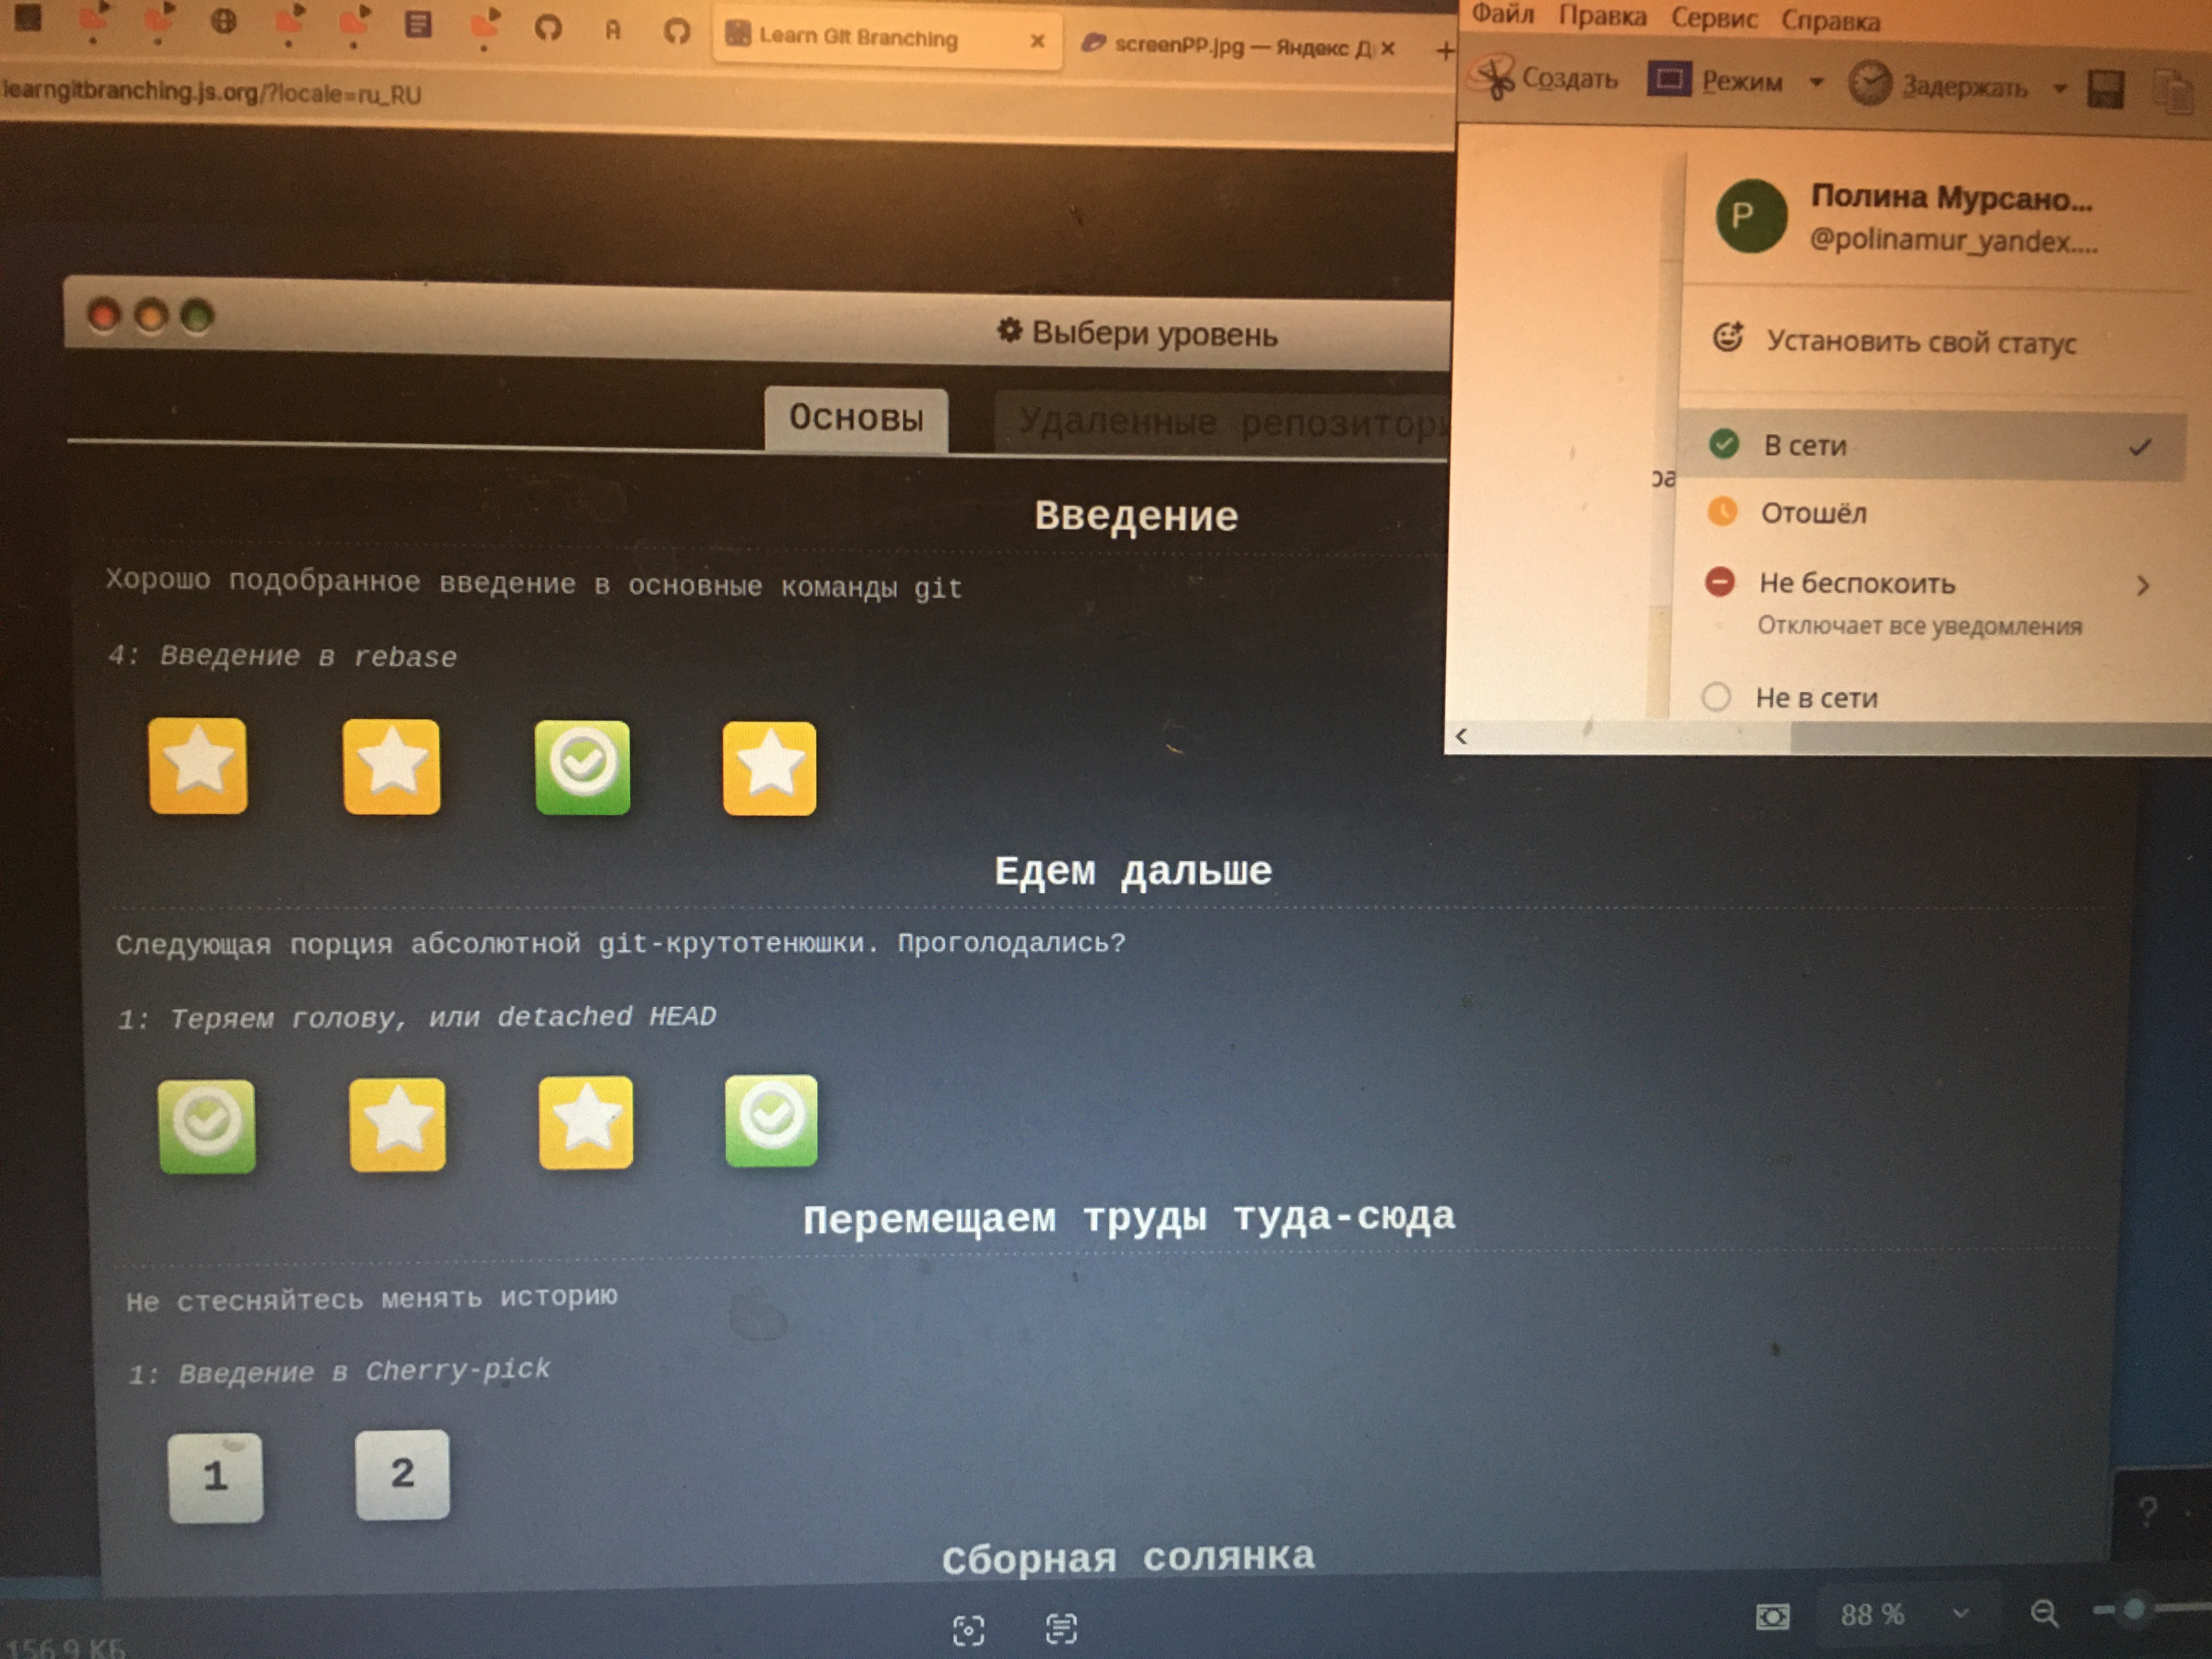 Learn Git Branching
screenPP.jpg — Яндекс Д
learngitbranching.js.org/?locale=ru_RU
Файл Правка Сервис Справка
Создать Режим Задержать
P
Полина Мурсано...
@polinamur_yandex....
Установить свой статус
В сети
Отошёл
Не беспокоить
Отключает все уведомления
Не в сети
ра
Выбери уровень
Основы
Удаленные репозитори
Введение
Хорошо подобранное введение в основные команды git
4: Введение в rebase
Едем дальше
Следующая порция абсолютной git-крутотенюшки. Проголодались?
1: Теряем голову, или detached HEAD
Перемещаем труды туда-сюда
Не стесняйтесь менять историю
1: Введение в Cherry-pick
1 2
Сборная солянка
?
156,9 КБ
88 %